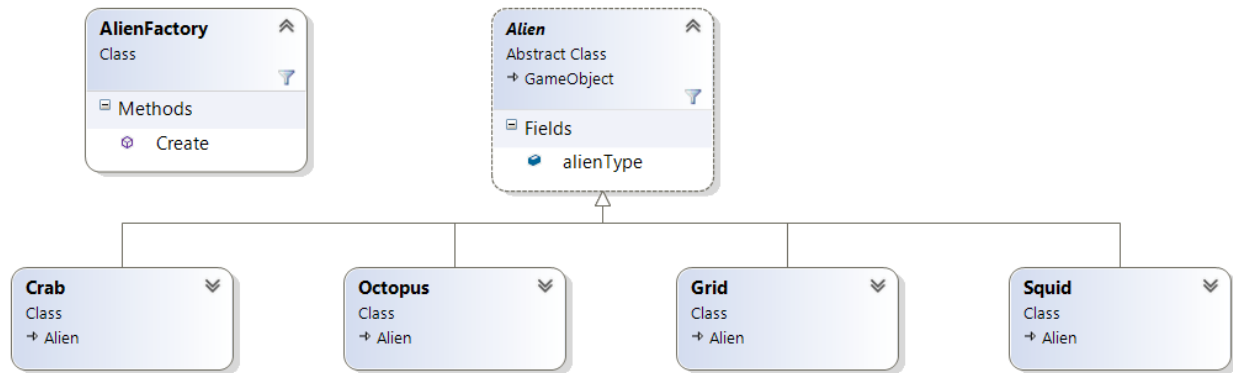 AlienFactory
Class
Methods
Create
Alien
Abstract Class
GameObject
Fields
alienType
Crab
Class
Alien
Octopus
Class
Alien
Grid
Class
Alien
Squid
Class
Alien